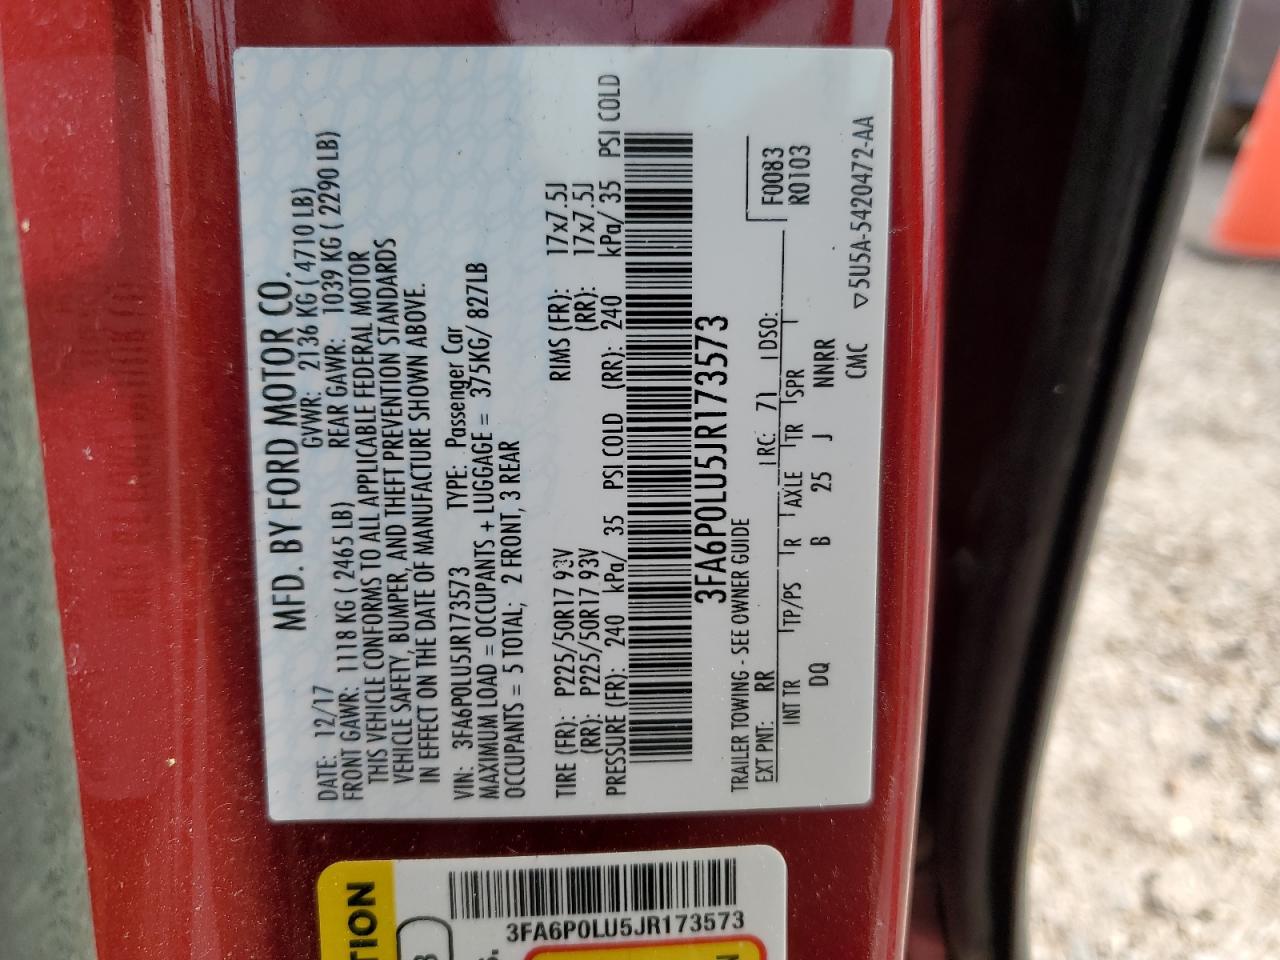 MFD. BY FORD MOTOR CO.
DATE: 12/17 GVWR: 2136 KG ( 4710 LB)
FRONT GAWR: 1118 KG ( 2465 LB) REAR GAWR: 1039 KG ( 2290 LB)
THIS VEHICLE CONFORMS TO ALL APPLICABLE FEDERAL MOTOR
VEHICLE SAFETY, BUMPER, AND THEFT PREVENTION STANDARDS
IN EFFECT ON THE DATE OF MANUFACTURE SHOWN ABOVE.
VIN: 3FA6P0LU5JR173573 TYPE: Passenger Car
MAXIMUM LOAD = OCCUPANTS + LUGGAGE = 375KG/ 827LB
OCCUPANTS = 5 TOTAL; 2 FRONT, 3 REAR
TIRE (FR): P225/50R17 93V RIMS (FR): 17x7.5J
(RR): P225/50R17 93V (RR): 17x7.5J
PRESSURE (FR): 240 kPa/ 35 PSI COLD (RR): 240 kPa/ 35 PSI COLD
3FA6P0LU5JR173573
TRAILER TOWING - SEE OWNER GUIDE
EXT PNT: RR RC: 71 DSO: F0083
INT TR TP/PS R AXLE TR SPR R0103
DQ B 25 J NNRR
CMC ▽5U5A-5420472-AA
TION
3FA6P0LU5JR173573